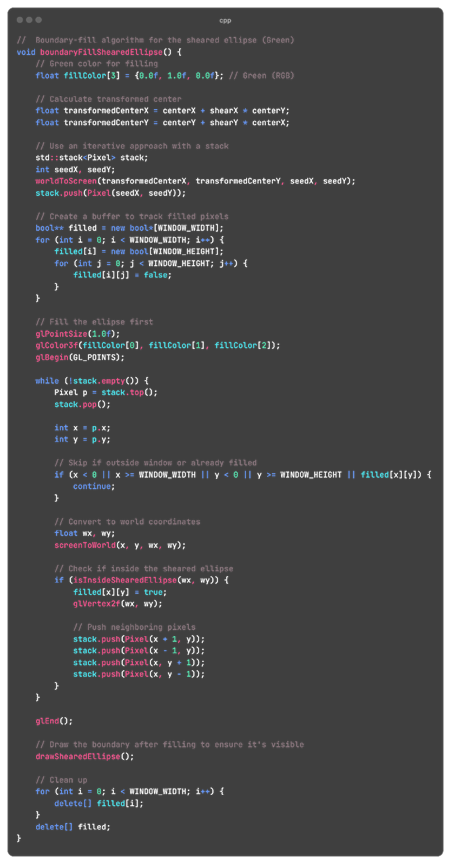 cpp
//  Boundary-fill algorithm for the sheared ellipse (Green)
void boundaryFillShearedEllipse() {
    // Green color for filling
    float fillColor[3] = {0.0f, 1.0f, 0.0f}; // Green (RGB)

    // Calculate transformed center
    float transformedCenterX = centerX + shearX * centerY;
    float transformedCenterY = centerY + shearY * centerX;

    // Use an iterative approach with a stack
    std::stack<Pixel> stack;
    int seedX, seedY;
    worldToScreen(transformedCenterX, transformedCenterY, seedX, seedY);
    stack.push(Pixel(seedX, seedY));

    // Create a buffer to track filled pixels
    bool** filled = new bool*[WINDOW_WIDTH];
    for (int i = 0; i < WINDOW_WIDTH; i++) {
        filled[i] = new bool[WINDOW_HEIGHT];
        for (int j = 0; j < WINDOW_HEIGHT; j++) {
            filled[i][j] = false;
        }
    }

    // Fill the ellipse first
    glPointSize(1.0f);
    glColor3f(fillColor[0], fillColor[1], fillColor[2]);
    glBegin(GL_POINTS);

    while (!stack.empty()) {
        Pixel p = stack.top();
        stack.pop();

        int x = p.x;
        int y = p.y;

        // Skip if outside window or already filled
        if (x < 0 || x >= WINDOW_WIDTH || y < 0 || y >= WINDOW_HEIGHT || filled[x][y]) {
            continue;
        }

        // Convert to world coordinates
        float wx, wy;
        screenToWorld(x, y, wx, wy);

        // Check if inside the sheared ellipse
        if (isInsideShearedEllipse(wx, wy)) {
            filled[x][y] = true;
            glVertex2f(wx, wy);

            // Push neighboring pixels
            stack.push(Pixel(x + 1, y));
            stack.push(Pixel(x - 1, y));
            stack.push(Pixel(x, y + 1));
            stack.push(Pixel(x, y - 1));
        }
    }

    glEnd();

    // Draw the boundary after filling to ensure it's visible
    drawShearedEllipse();

    // Clean up
    for (int i = 0; i < WINDOW_WIDTH; i++) {
        delete[] filled[i];
    }
    delete[] filled;
}